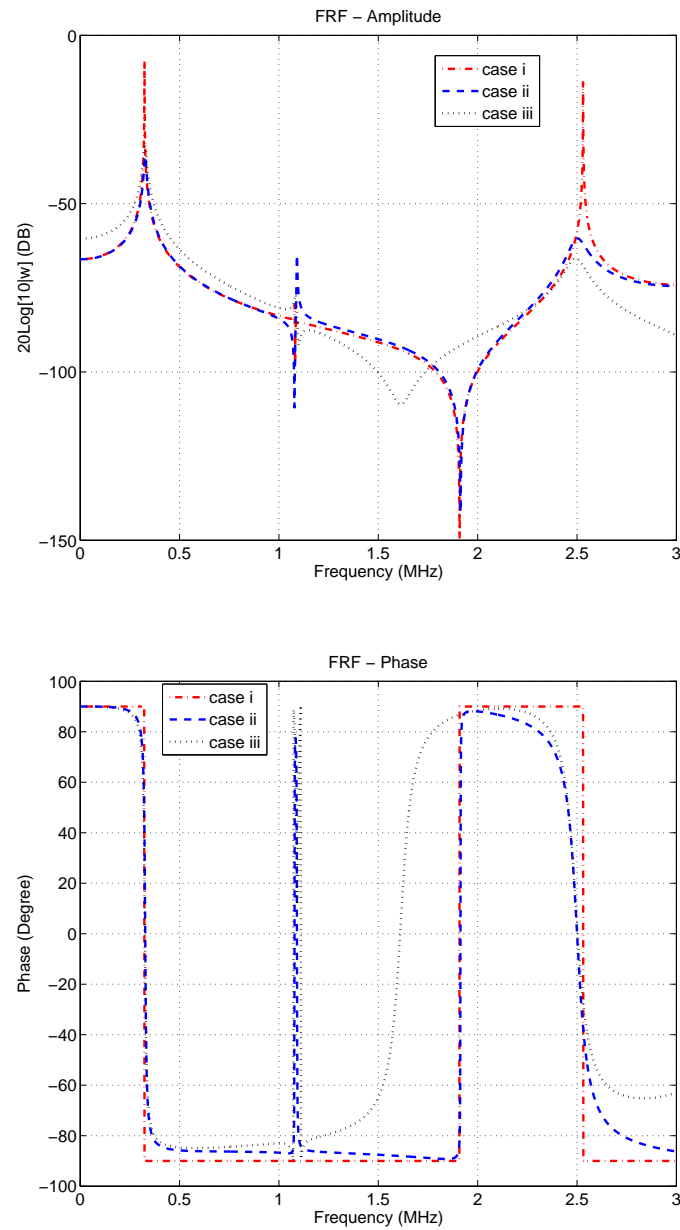 FRF − Amplitude
0
−50
−100
−150
20Log[10|w] (DB)
case i
case ii
case iii
0 0.5 1 1.5 2 2.5 3
Frequency (MHz)
FRF − Phase
100
80
60
40
20
0
−20
−40
−60
−80
−100
Phase (Degree)
case i
case ii
case iii
0 0.5 1 1.5 2 2.5 3
Frequency (MHz)